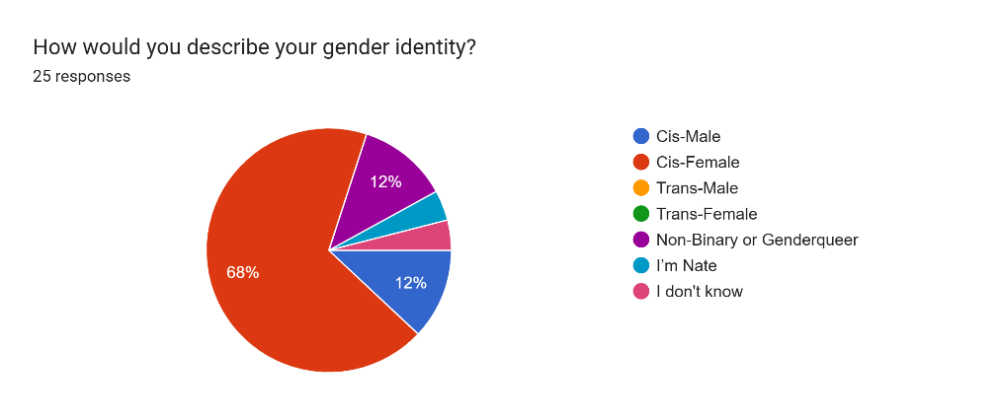 How would you describe your gender identity?
25 responses
12%
68%
12%
Cis-Male
Cis-Female
Trans-Male
Trans-Female
Non-Binary or Genderqueer
I'm Nate
I don't know